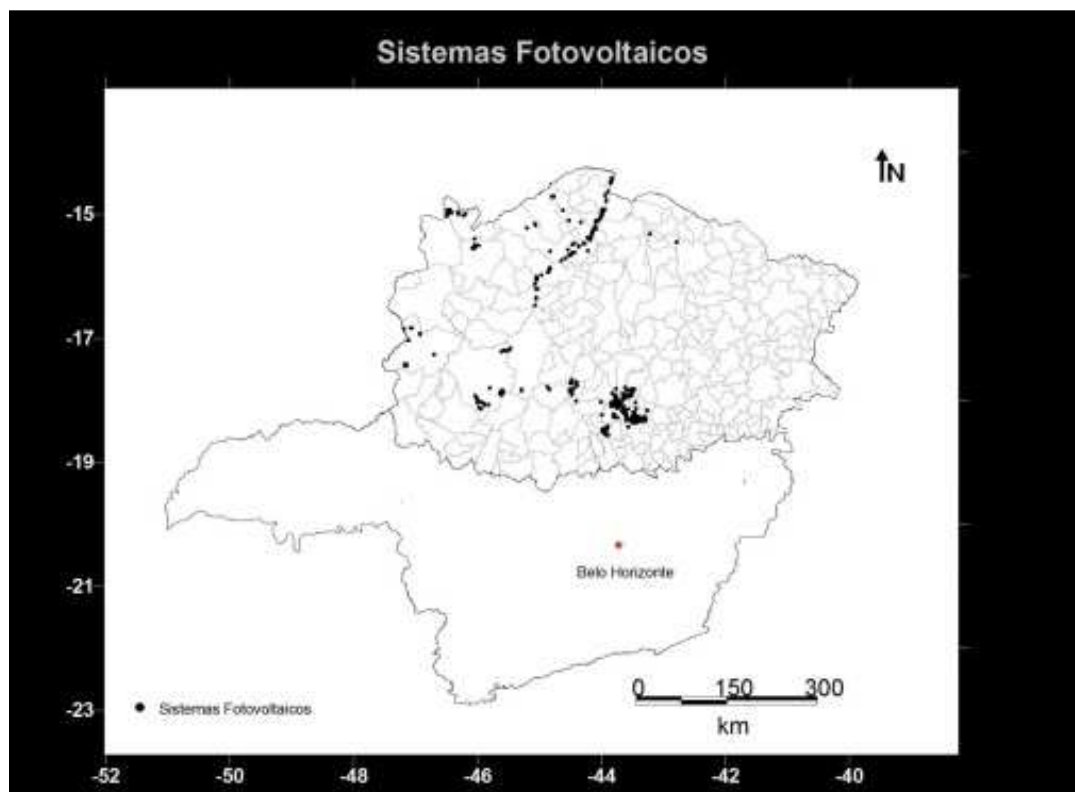 Sistemas Fotovoltaicos
N
-15
-17
-19
Belo Horizonte
-21
0 150 300
-23
Sistemas Fotovoltaicos
km
-52 -50 -48 -46 -44 -42 -40